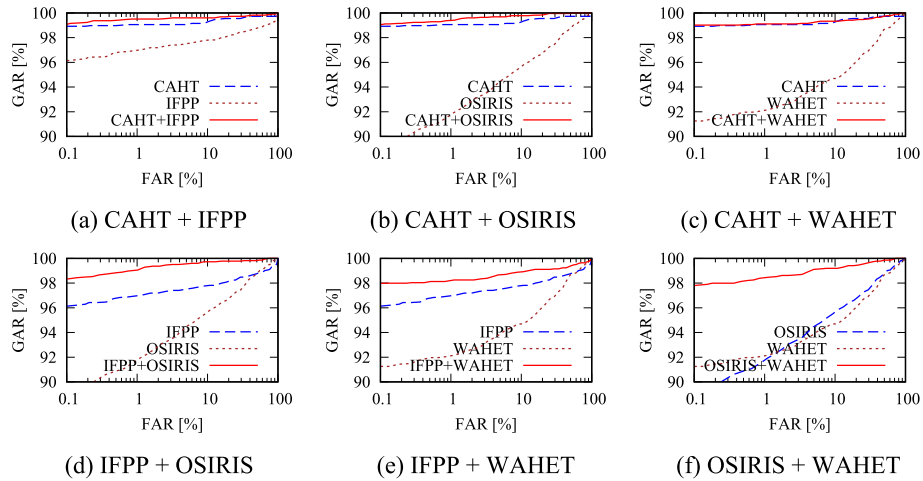 100
98
96
94
92
90
GAR [%]
CAHT
IFPP
CAHT+IFPP
0.1 1 10 100
FAR [%]
(a) CAHT + IFPP
100
98
96
94
92
90
GAR [%]
CAHT
OSIRIS
CAHT+OSIRIS
0.1 1 10 100
FAR [%]
(b) CAHT + OSIRIS
100
98
96
94
92
90
GAR [%]
CAHT
WAHET
CAHT+WAHET
0.1 1 10 100
FAR [%]
(c) CAHT + WAHET
100
98
96
94
92
90
GAR [%]
IFPP
OSIRIS
IFPP+OSIRIS
0.1 1 10 100
FAR [%]
(d) IFPP + OSIRIS
100
98
96
94
92
90
GAR [%]
IFPP
WAHET
IFPP+WAHET
0.1 1 10 100
FAR [%]
(e) IFPP + WAHET
100
98
96
94
92
90
GAR [%]
OSIRIS
WAHET
OSIRIS+WAHET
0.1 1 10 100
FAR [%]
(f) OSIRIS + WAHET